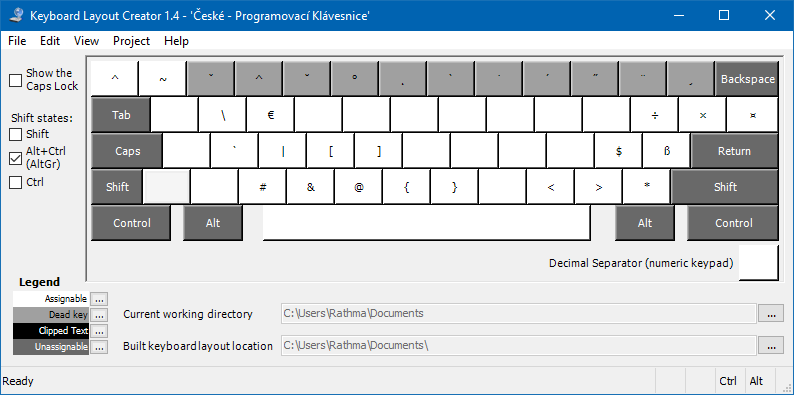 Keyboard Layout Creator 1.4 - 'České - Programovací Klávesnice'
File Edit View Project Help
Show the
Caps Lock
Shift states:
Shift
Alt+Ctrl
(AltGr)
Ctrl
^ ~ ˇ ^ ˘ ° ˛ ` ˙ ´ ˝ ¨ ¸ Backspace
Tab \ € ÷ × ¤
Caps ` | [ ] $ ß Return
Shift # & @ { } < > * Shift
Control Alt Alt Control
Decimal Separator (numeric keypad)
Legend
Assignable ...
Dead key ...
Clipped Text ...
Unassignable ...
Current working directory C:\Users\Rathma\Documents ...
Built keyboard layout location C:\Users\Rathma\Documents\ ...
Ready Ctrl Alt